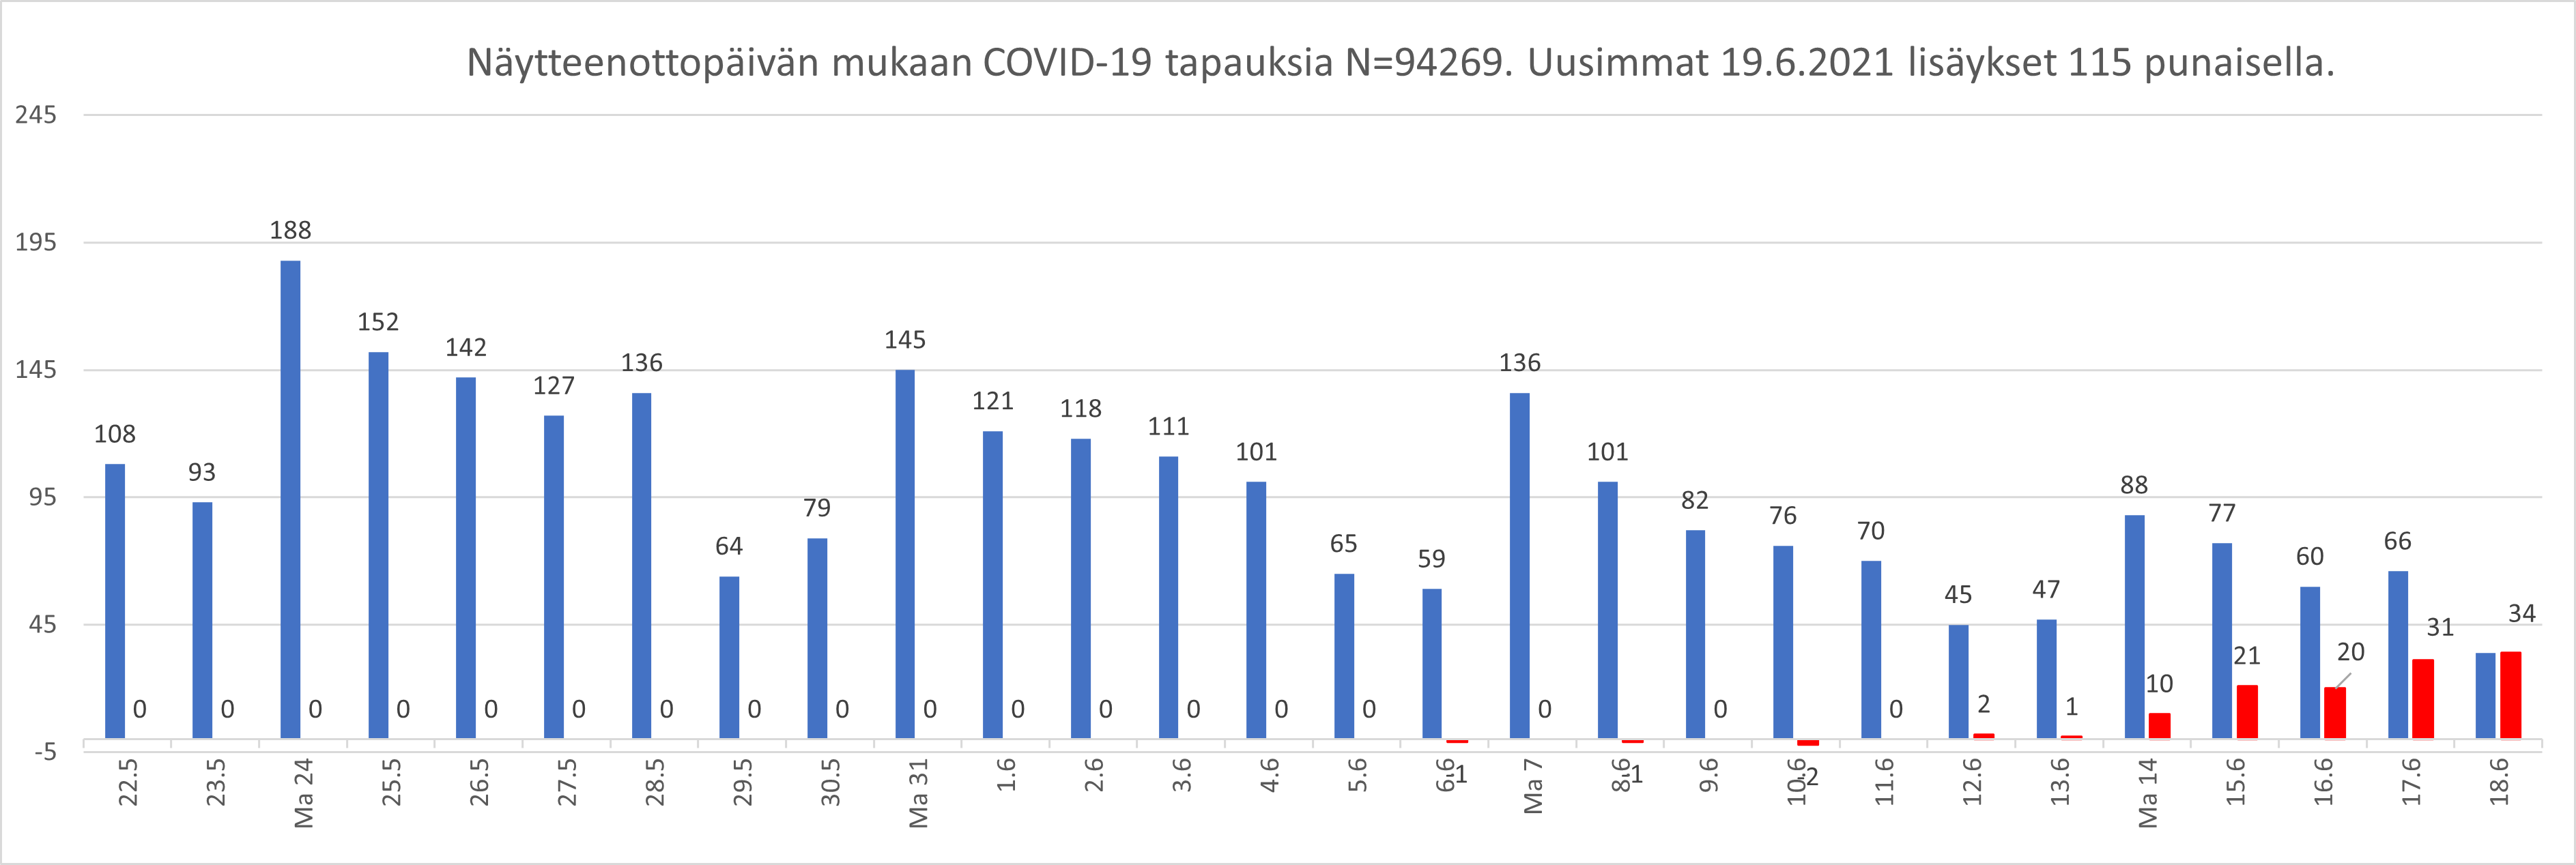 Näytteenottopäivän mukaan COVID-19 tapauksia N=94269. Uusimmat 19.6.2021 lisäykset 115 punaisella.
245
195
145
95
45
-5
108 93 188 152 142 127 136 64 79 145 121 118 111 101 65 59 136 101 82 76 70 45 47 88 77 60 66
0 0 0 0 0 0 0 0 0 0 0 0 0 0 0 -1 0 -1 0 -2 0 2 1 10 21 20 31 34
22.5 23.5 Ma 24 25.5 26.5 27.5 28.5 29.5 30.5 Ma 31 1.6 2.6 3.6 4.6 5.6 6.6 Ma 7 8.6 9.6 10.6 11.6 12.6 13.6 Ma 14 15.6 16.6 17.6 18.6